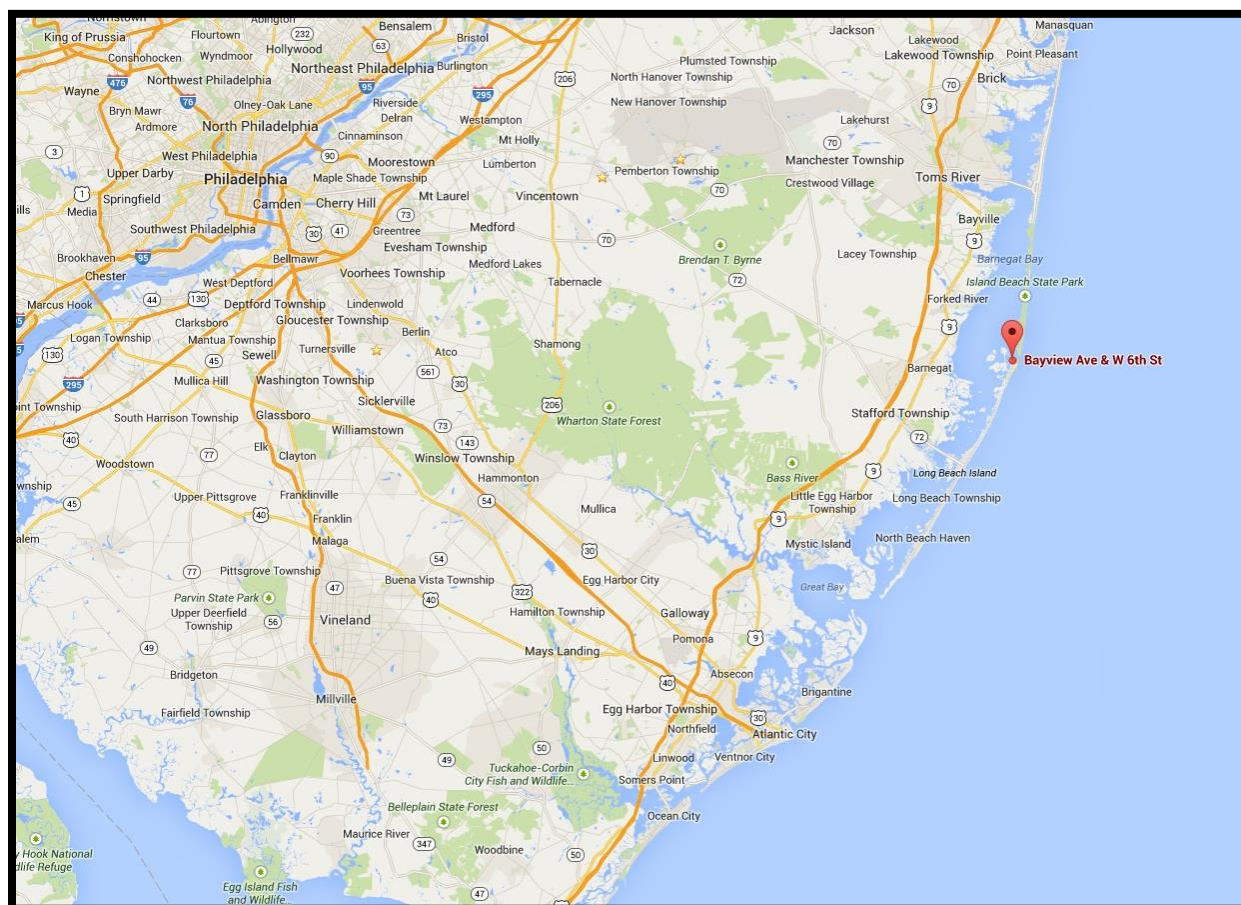 Norristown
Abington
Bensalem
Manasquan
King of Prussia
Flourtown
232
Bristol
Jackson
Lakewood
Conshohocken
Wyndmoor
Hollywood
63
Plumsted Township
Lakewood Township
Point Pleasant
Northeast Philadelphia
Burlington
206
North Hanover Township
Brick
Wayne
476
Northwest Philadelphia
95
295
70
Bryn Mawr
76
Olney-Oak Lane
Riverside
New Hanover Township
9
Ardmore
Delran
North Philadelphia
Westampton
Lakehurst
Cinnaminson
Mt Holly
3
West Philadelphia
90
Moorestown
Lumberton
70
Manchester Township
Upper Darby
Philadelphia
Maple Shade Township
Pemberton Township
Crestwood Village
Toms River
1
Springfield
Camden
Cherry Hill
Mt Laurel
Vincentown
70
Media
73
Bayville
Southwest Philadelphia
30
41
Greentree
Medford
70
9
Brookhaven
95
Bellmawr
Evesham Township
Brendan T. Byrne
Lacey Township
Barnegat Bay
Chester
Voorhees Township
Medford Lakes
72
Island Beach State Park
Marcus Hook
44
130
West Deptford
Tabernacle
Forked River
Deptford Township
Lindenwold
Clarksboro
Gloucester Township
Berlin
9
Logan Township
Mantua Township
Turnersville
Atco
Shamong
130
45
Sewell
Bayview Ave & W 6th St
295
Mullica Hill
Washington Township
561
30
Barnegat
Sicklerville
206
Stafford Township
South Harrison Township
Glassboro
Williamstown
73
Wharton State Forest
72
40
77
Elk
143
Woodstown
Clayton
Winslow Township
Bass River
9
Long Beach Island
Hammonton
Upper Pittsgrove
Franklinville
54
Little Egg Harbor
Township
Long Beach Township
45
40
Franklin
Mullica
9
Malaga
Mystic Island
North Beach Haven
54
30
77
Pittsgrove Township
47
Buena Vista Township
Egg Harbor City
Great Bay
322
Parvin State Park
40
Upper Deerfield
Township
56
Vineland
Hamilton Township
Galloway
49
Pomona
9
Mays Landing
Bridgeton
Absecon
40
Brigantine
Millville
Fairfield Township
Egg Harbor Township
30
Northfield
Atlantic City
50
49
Linwood
Ventnor City
Tuckahoe-Corbin
City Fish and Wildlife...
Somers Point
Belleplain State Forest
Ocean City
Maurice River
347
Woodbine
50
Hook National
Wildlife Refuge
Egg Island Fish
and Wildlife...
47